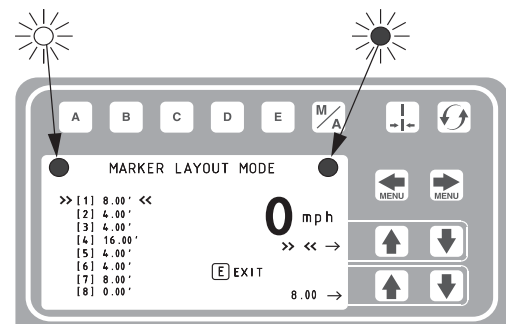 A B C D E M/A
MARKER LAYOUT MODE
MENU MENU
>> [1] 8.00' <<
[2] 4.00'
[3] 4.00'
[4] 16.00'
[5] 4.00'
[6] 4.00'
[7] 8.00'
[8] 0.00'
0 mph
>> << →
E EXIT
8.00 →